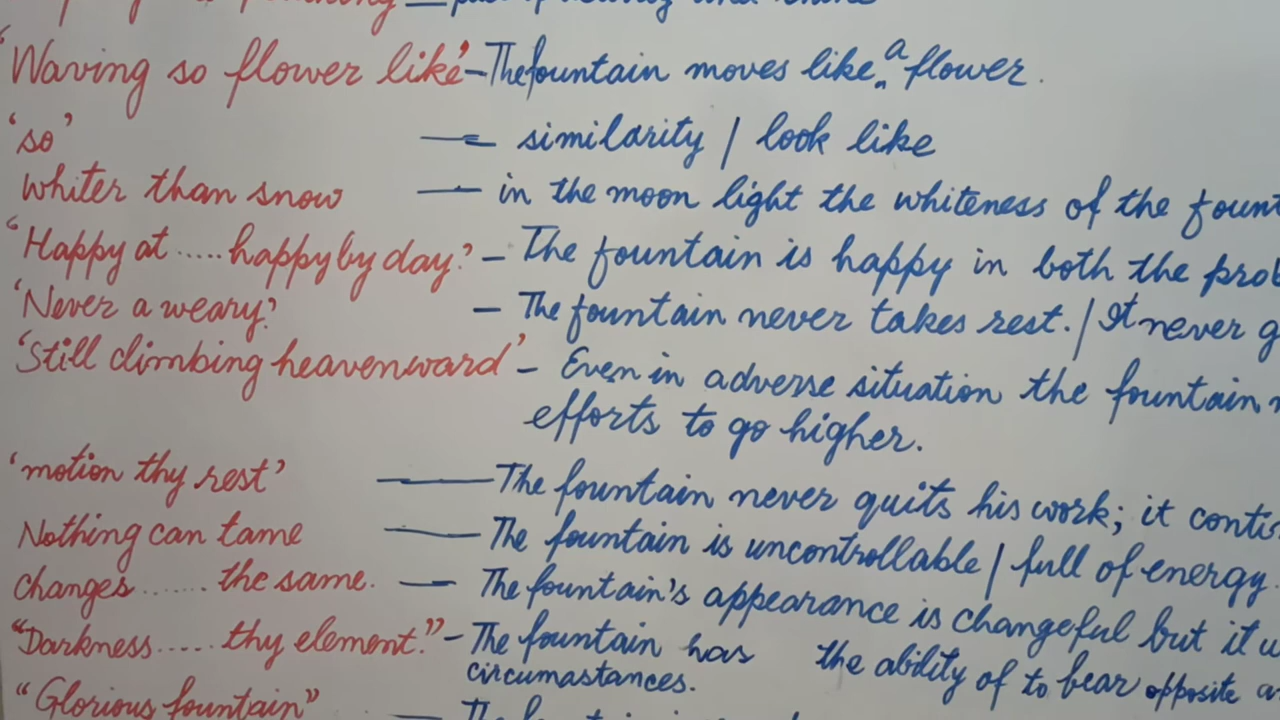 'Waving so flower like' - The fountain moves like a flower.
'so' — similarity / look like
whiter than snow — in the moon light the whiteness of the
'Happy at ..... happy by day.' - The fountain is happy in both the
'Never a weary.' - The fountain never takes rest. / It never
'Still climbing heavenward' - Even in adverse situation the fountain
efforts to go higher.
'motion thy rest' — The fountain never quits his work; it
Nothing can tame — The fountain is uncontrollable / full of energy
changes ...... the same. — The fountain's appearance is changeful but it
"Darkness ..... thy element." - The fountain has the ability of to bear opposite
circumastances.
"Glorious fountain" —